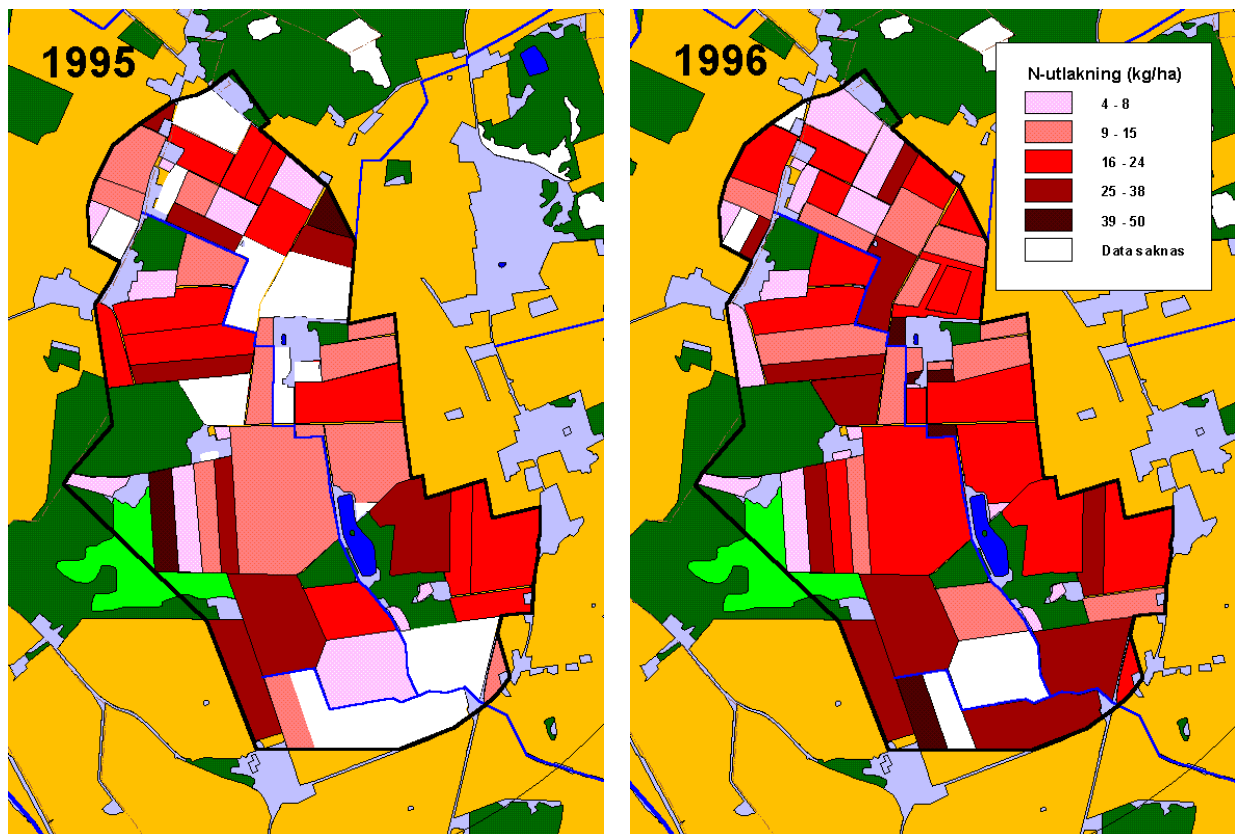 1995
1996
N-utlakning (kg/ha)
4 - 8
9 - 15
16 - 24
25 - 38
39 - 50
Data saknas